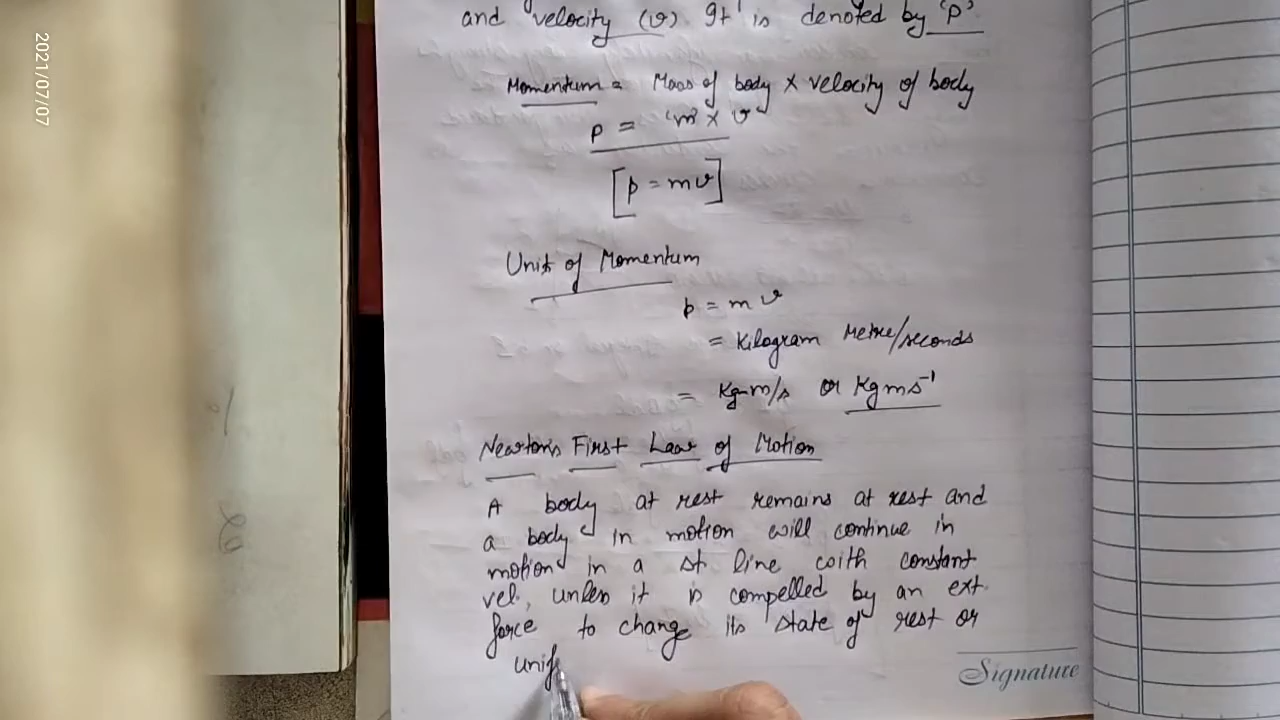 2021/07/07
and velocity (v). It is denoted by 'p'
Momentum = Mass of body × velocity of body
p = 'm' × v
[p = mv]
Unit of Momentum
p = m v
= Kilogram Metre/seconds
= Kg-m/s or Kg ms⁻¹
Newton's First Law of Motion
A body at rest remains at rest and
a body in motion will continue in
motion in a st line with constant
vel, unless it is compelled by an ext.
force to change its state of rest or
unif
Signature